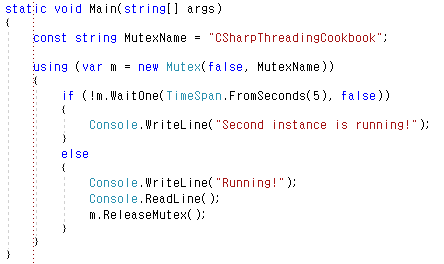 static void Main(string[] args)
{
    const string MutexName = "CSharpThreadingCookbook";
    using (var m = new Mutex(false, MutexName))
    {
        if (!m.WaitOne(TimeSpan.FromSeconds(5), false))
        {
            Console.WriteLine("Second instance is running!");
        }
        else
        {
            Console.WriteLine("Running!");
            Console.ReadLine();
            m.ReleaseMutex();
        }
    }
}